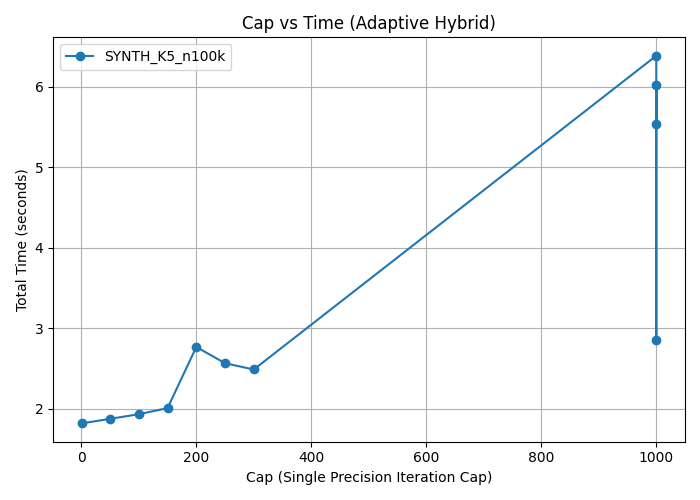 Cap vs Time (Adaptive Hybrid)
SYNTH_K5_n100k
Total Time (seconds)
6
5
4
3
2
0 200 400 600 800 1000
Cap (Single Precision Iteration Cap)